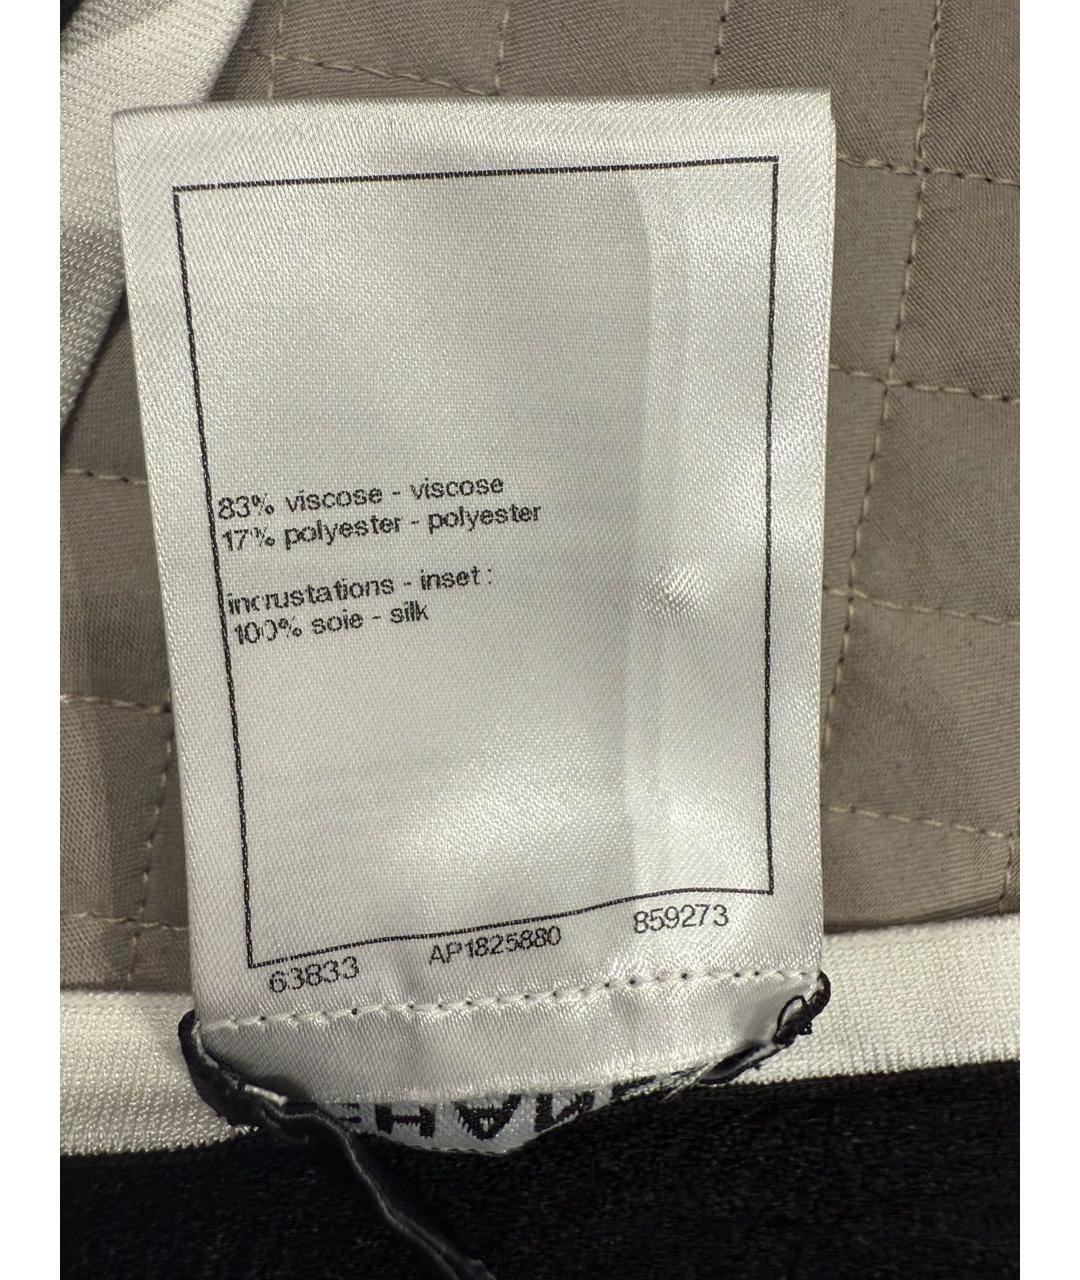 83% viscose - viscose
17% polyester - polyester
incrustations - inset :
100% soie - silk
63833 AP1825880 859273